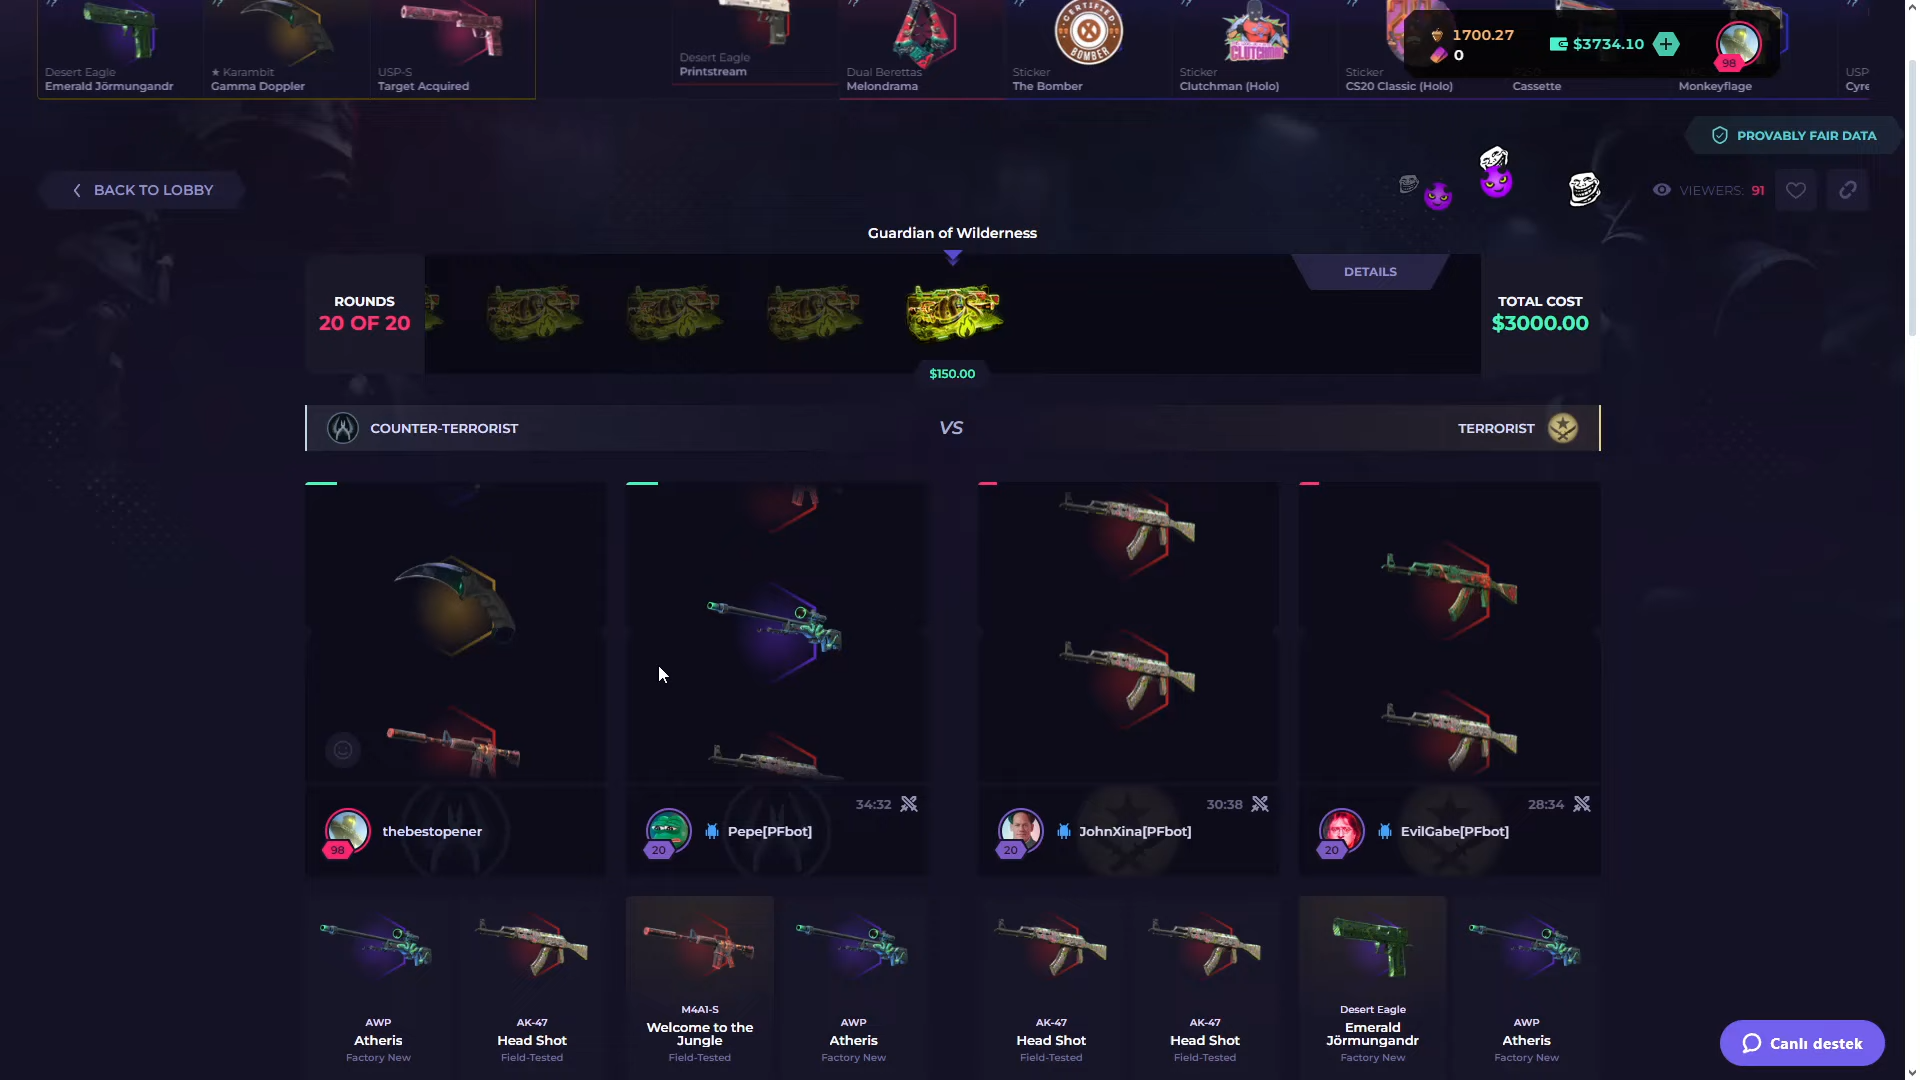 Desert Eagle
Emerald Jörmungandr
★ Karambit
Gamma Doppler
USP-S
Target Acquired
Desert Eagle
Printstream
Dual Berettas
Melondrama
CERTIFIED
BOMBER
Sticker
The Bomber
CLUTCHMAN
Sticker
Clutchman (Holo)
Sticker
CS20 Classic (Holo)
Cassette
Monkeyflage
USP
Cyre
1700.27
0
$3734.10
98
PROVABLY FAIR DATA
BACK TO LOBBY
VIEWERS: 91
Guardian of Wilderness
DETAILS
ROUNDS
20 OF 20
TOTAL COST
$3000.00
$150.00
COUNTER-TERRORIST
VS
TERRORIST
thebestopener
98
34:32
Pepe[PFbot]
20
30:38
JohnXina[PFbot]
20
28:34
EvilGabe[PFbot]
20
AWP
Atheris
Factory New
AK-47
Head Shot
Field-Tested
M4A1-S
Welcome to the
Jungle
Field-Tested
AWP
Atheris
Factory New
AK-47
Head Shot
Field-Tested
AK-47
Head Shot
Field-Tested
Desert Eagle
Emerald
Jörmungandr
Factory New
AWP
Atheris
Factory New
Canlı destek